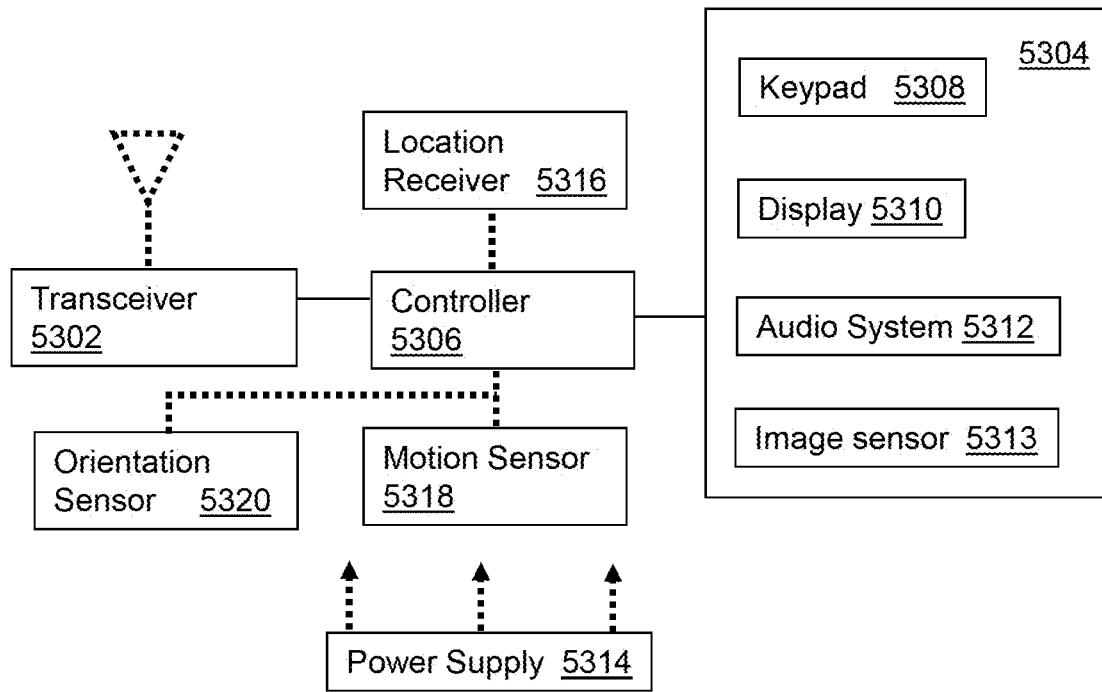 5304
Keypad 5308
Location
Receiver 5316
Display 5310
Transceiver
5302
Controller
5306
Audio System 5312
Image sensor 5313
Orientation
Sensor 5320
Motion Sensor
5318
Power Supply 5314